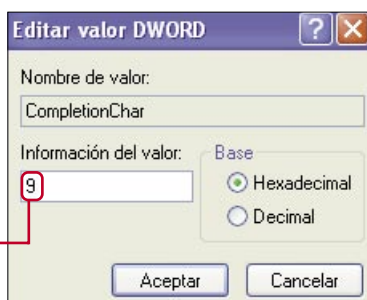 Editar valor DWORD
Nombre de valor:
CompletionChar
Información del valor:
9
Base
Hexadecimal
Decimal
Aceptar
Cancelar